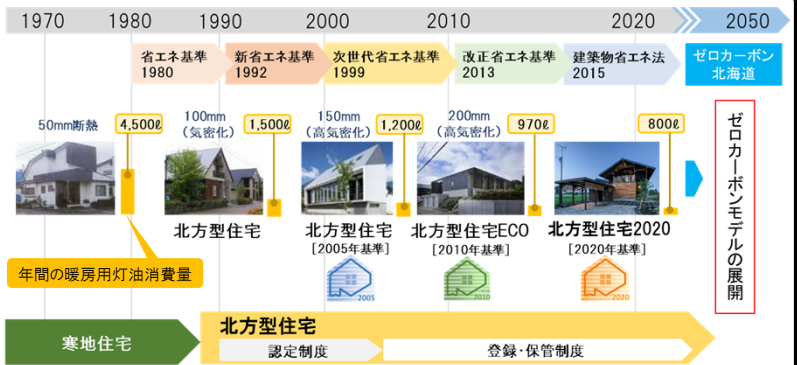 1970
1980
1990
2000
2010
2020
2050
省エネ基準
1980
新省エネ基準
1992
次世代省エネ基準
1999
改正省エネ基準
2013
建築物省エネ法
2015
ゼロカーボン
北海道
50mm断熱
4,500ℓ
100mm
（気密化）
1,500ℓ
150mm
（高気密化）
1,200ℓ
200mm
（高気密化）
970ℓ
800ℓ
北方型住宅
北方型住宅
[2005年基準]
北方型住宅ECO
[2010年基準]
北方型住宅2020
[2020年基準]
2005
2010
2020
ゼロカーボンモデルの展開
年間の暖房用灯油消費量
寒地住宅
北方型住宅
認定制度
登録・保管制度